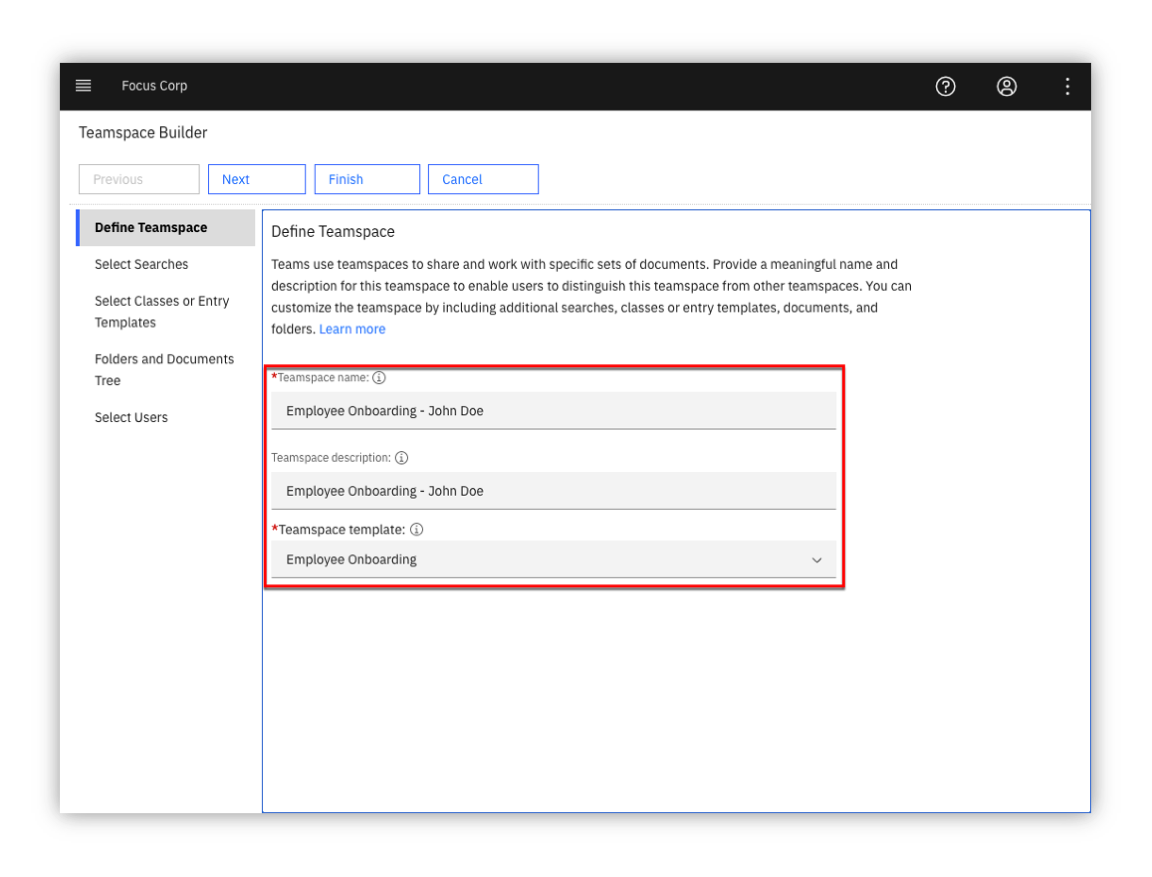 Focus Corp
Teamspace Builder
Previous
Next
Finish
Cancel
Define Teamspace
Select Searches
Select Classes or Entry
Templates
Folders and Documents
Tree
Select Users
Define Teamspace
Teams use teamspaces to share and work with specific sets of documents. Provide a meaningful name and
description for this teamspace to enable users to distinguish this teamspace from other teamspaces. You can
customize the teamspace by including additional searches, classes or entry templates, documents, and
folders. Learn more
*Teamspace name:
Employee Onboarding - John Doe
Teamspace description:
Employee Onboarding - John Doe
*Teamspace template:
Employee Onboarding